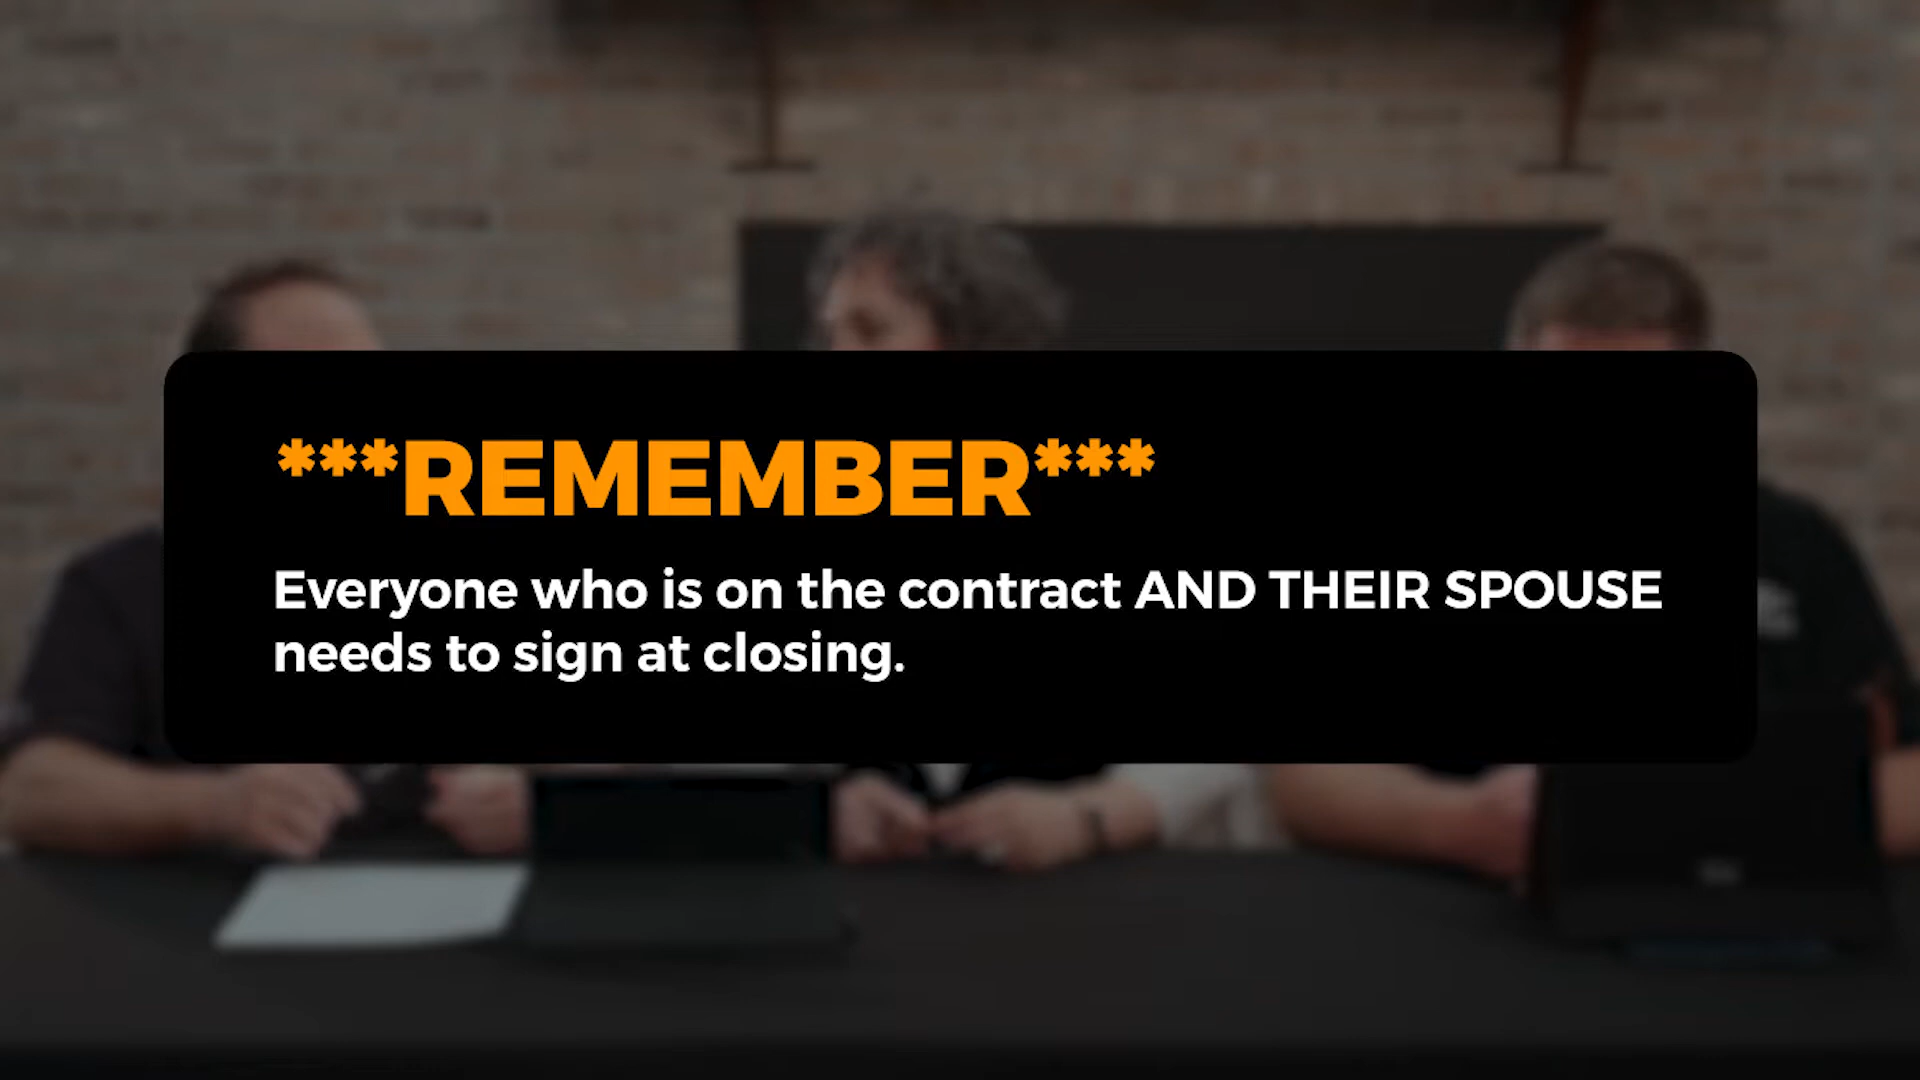 ***REMEMBER***
Everyone who is on the contract AND THEIR SPOUSE
needs to sign at closing.